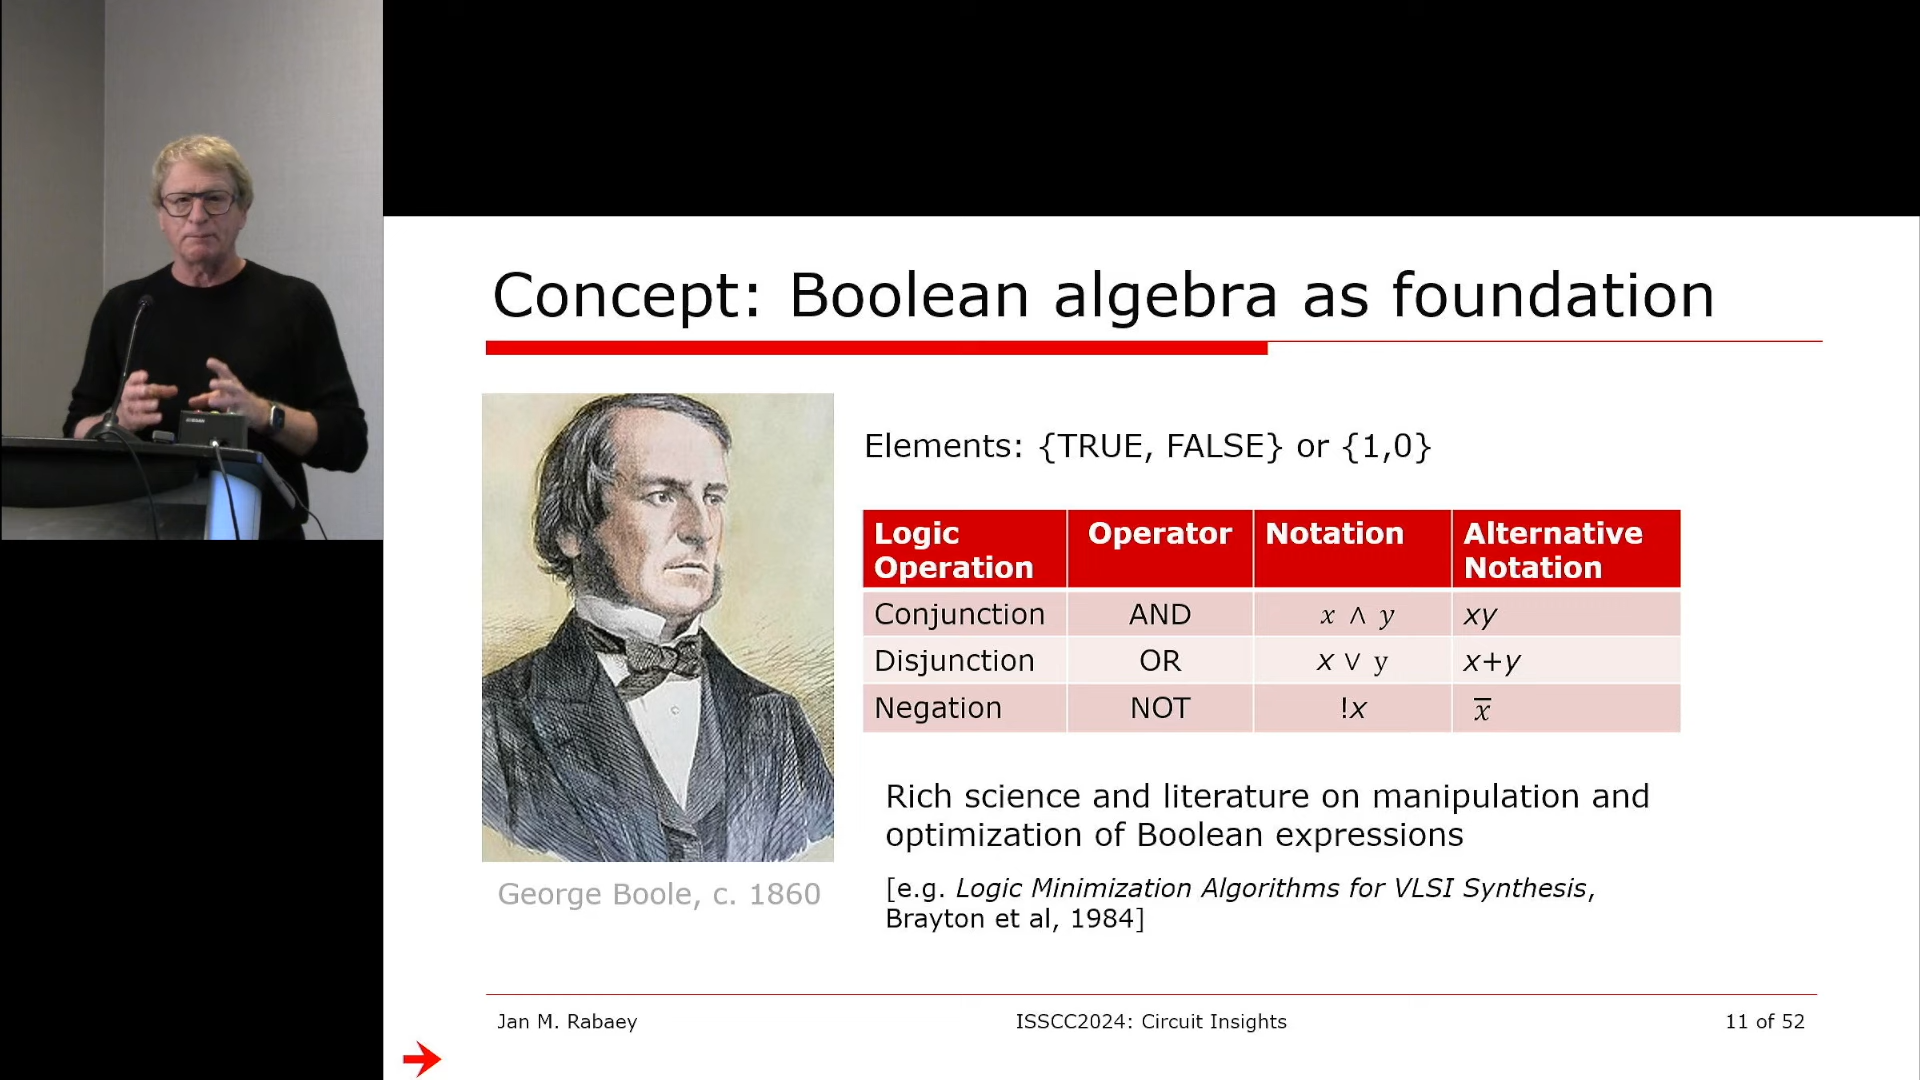 Concept: Boolean algebra as foundation
Elements: {TRUE, FALSE} or {1,0}
Logic Operation Operator Notation Alternative Notation
Conjunction AND x ∧ y xy
Disjunction OR x ∨ y x+y
Negation NOT !x x̅
Rich science and literature on manipulation and
optimization of Boolean expressions
[e.g. Logic Minimization Algorithms for VLSI Synthesis,
Brayton et al, 1984]
George Boole, c. 1860
Jan M. Rabaey ISSCC2024: Circuit Insights 11 of 52